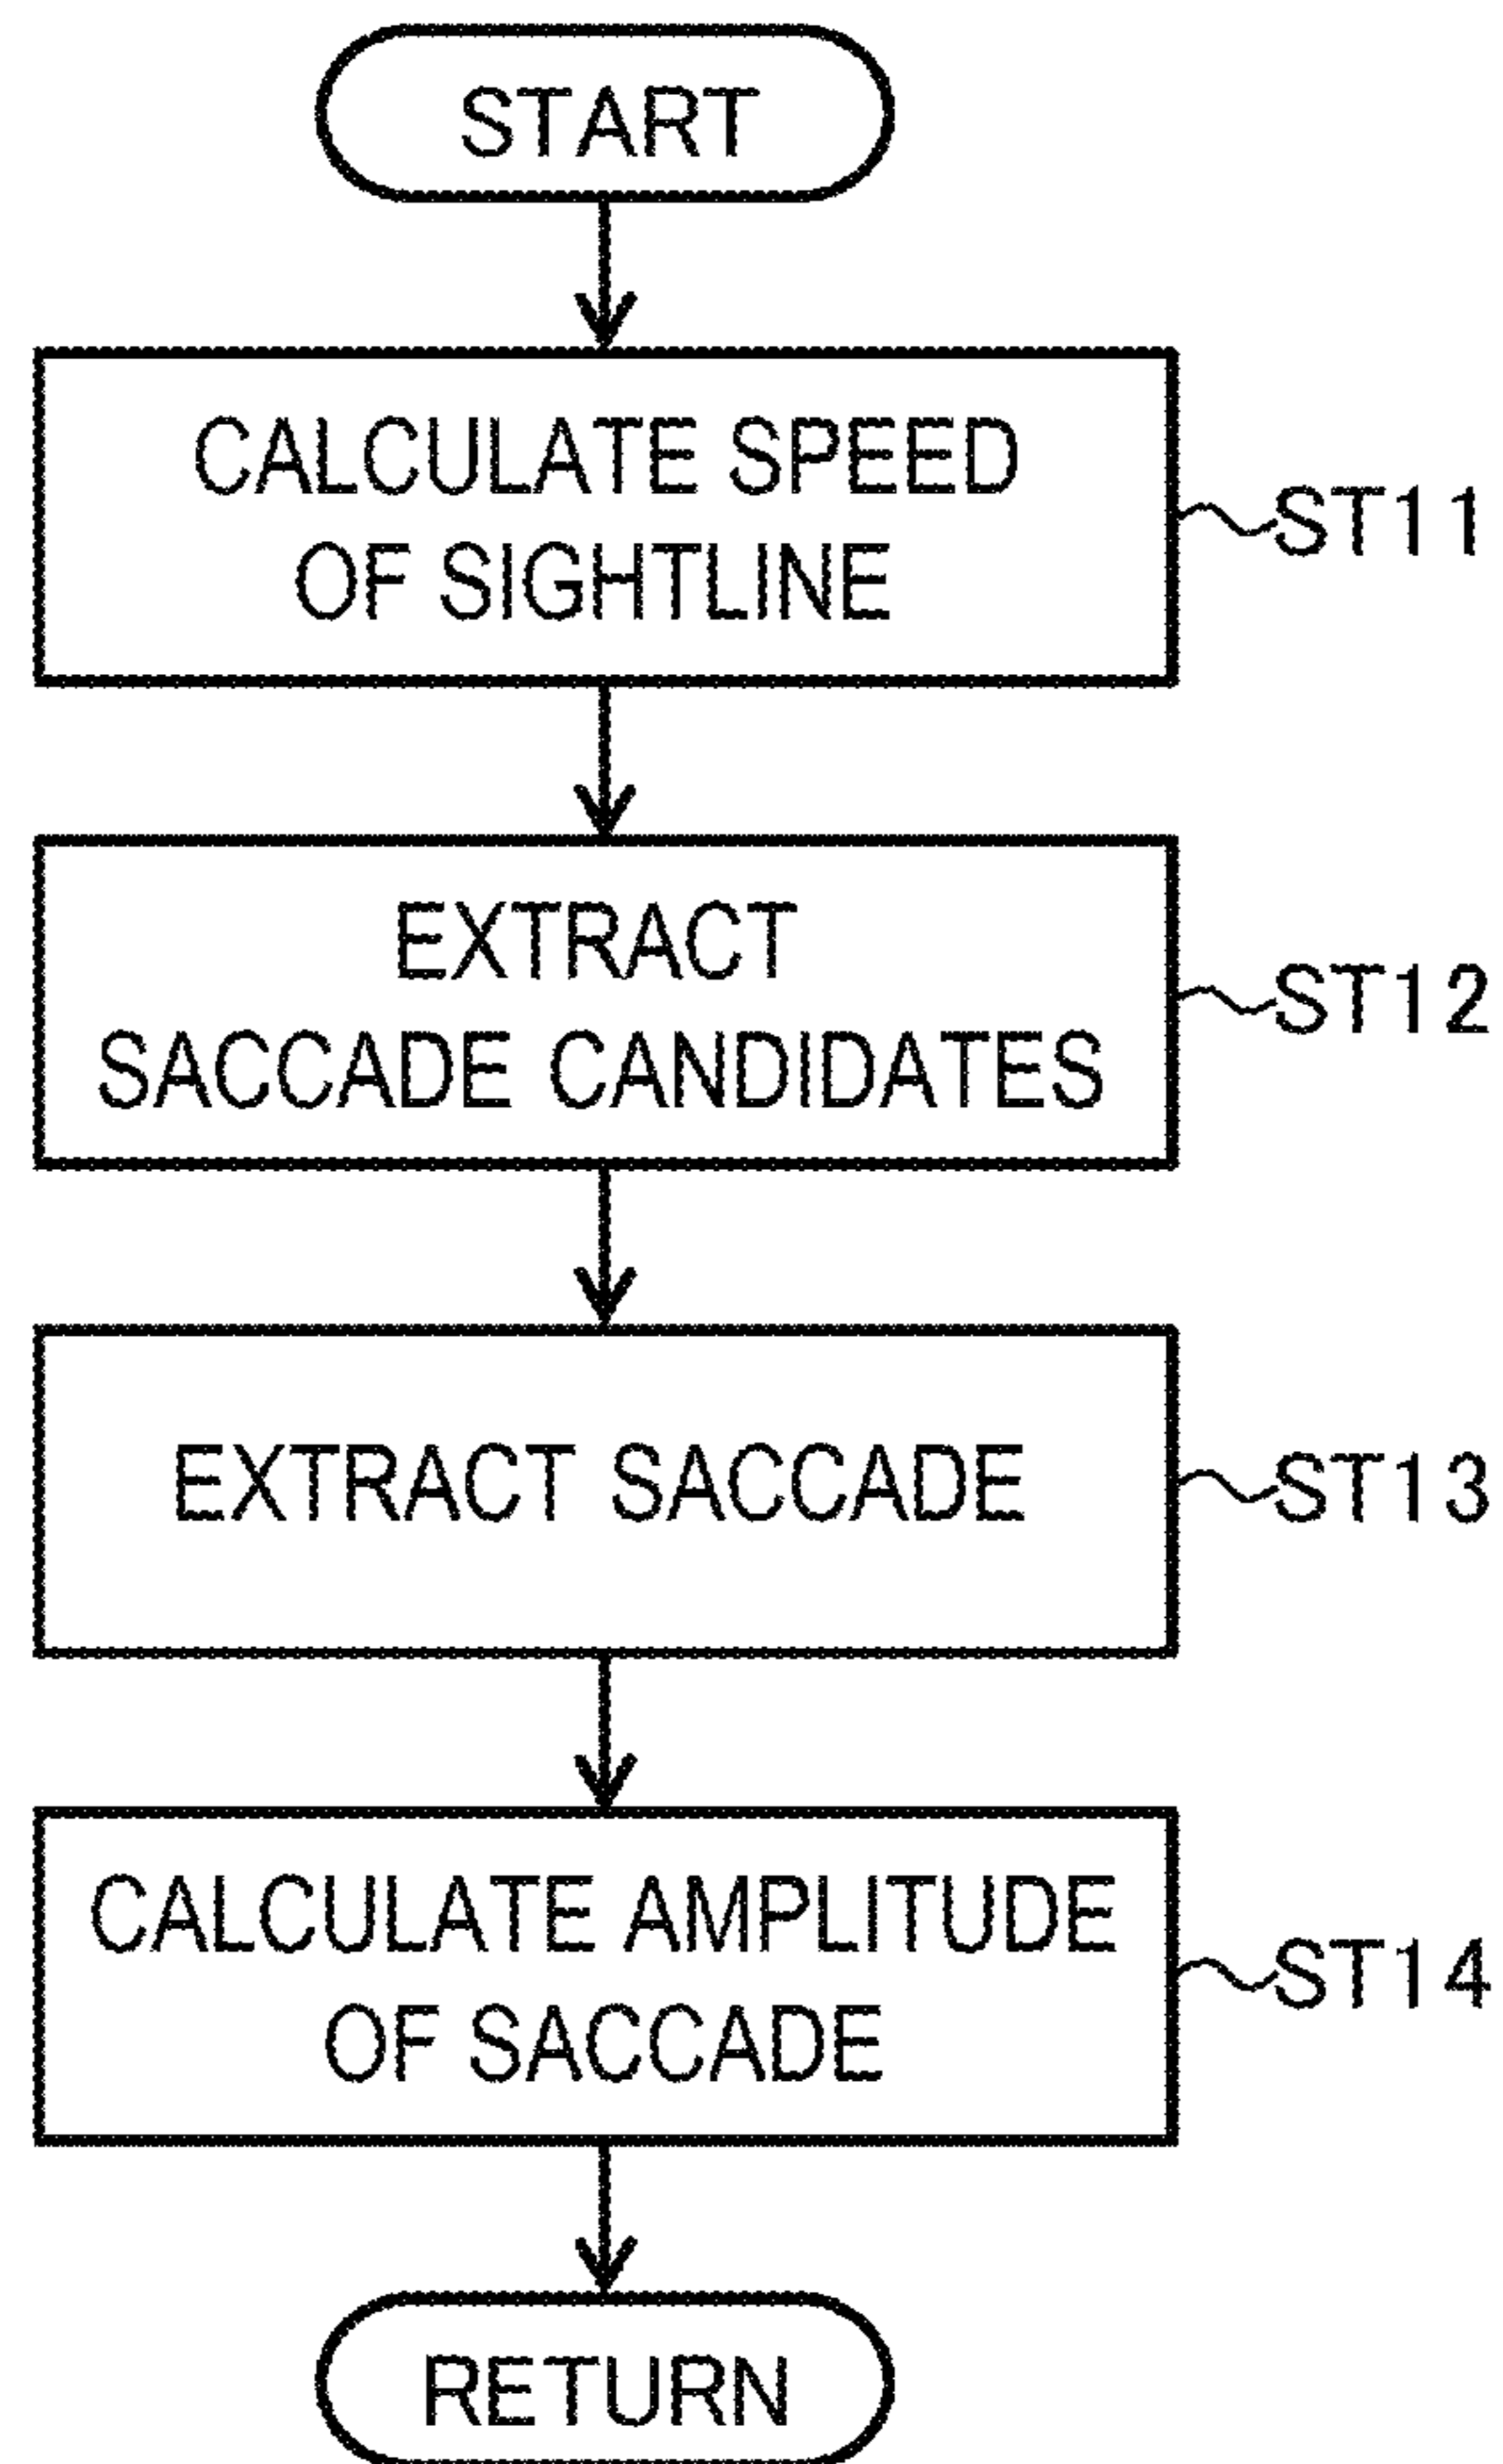 START
CALCULATE SPEED
OF SIGHTLINE
ST11
EXTRACT
SACCADE CANDIDATES
ST12
EXTRACT SACCADE
ST13
CALCULATE AMPLITUDE
OF SACCADE
ST14
RETURN